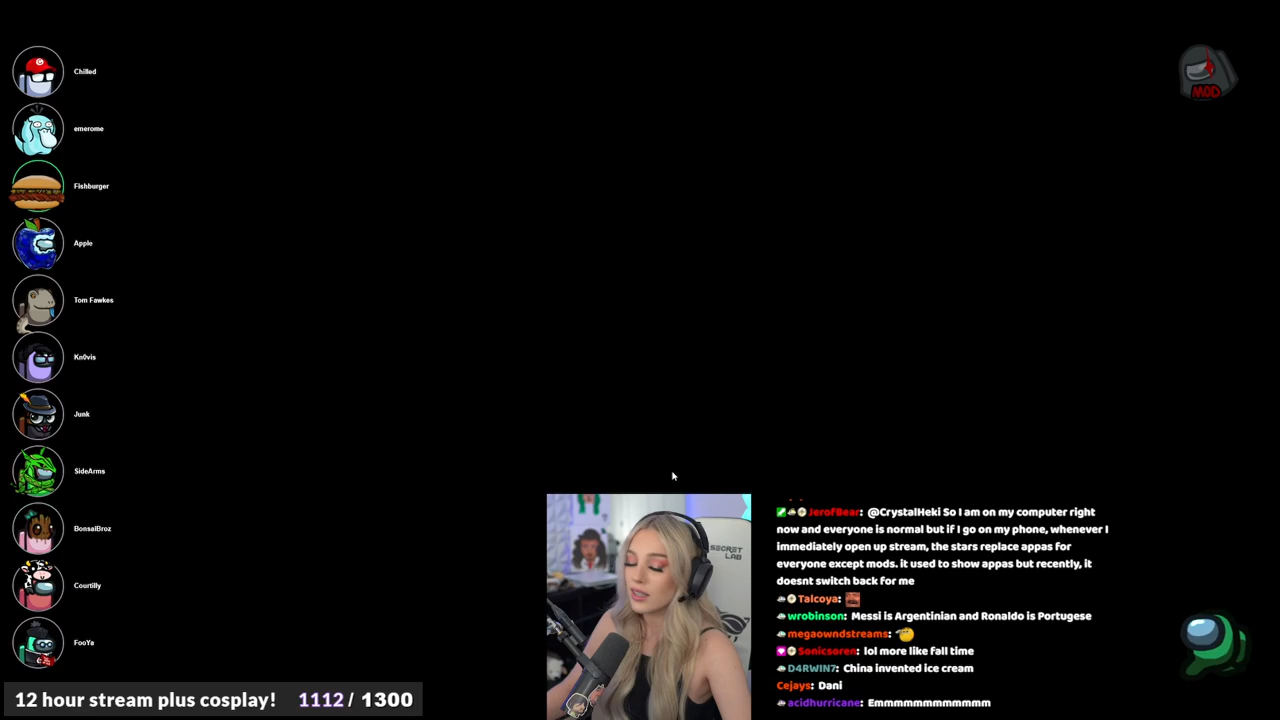 Chilled
emerome
Fishburger
Apple
Tom Fawkes
Kn0vis
Junk
SideArms
BonsaiBroz
Courtilly
FooYa
MOD
SECRET
LAB
JerofBear: @CrystalHeki So I am on my computer right
now and everyone is normal but if I go on my phone, whenever I
immediately open up stream, the stars replace appas for
everyone except mods. it used to show appas but recently, it
doesnt switch back for me
Talcoya:
wrobinson: Messi is Argentinian and Ronaldo is Portugese
megaowndstreams:
Sonicsoren: lol more like fall time
D4RWIN7: China invented ice cream
Cejays: Dani
acidhurricane: Emmmmmmmmmmmm
12 hour stream plus cosplay! 1112 / 1300